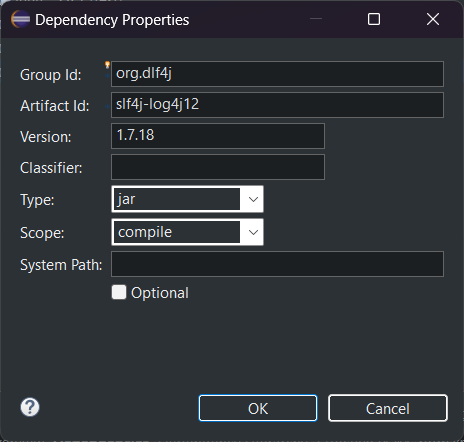 Dependency Properties
Group Id: org.dlf4j
Artifact Id: slf4j-log4j12
Version: 1.7.18
Classifier:
Type: jar
Scope: compile
System Path:
Optional
? OK Cancel